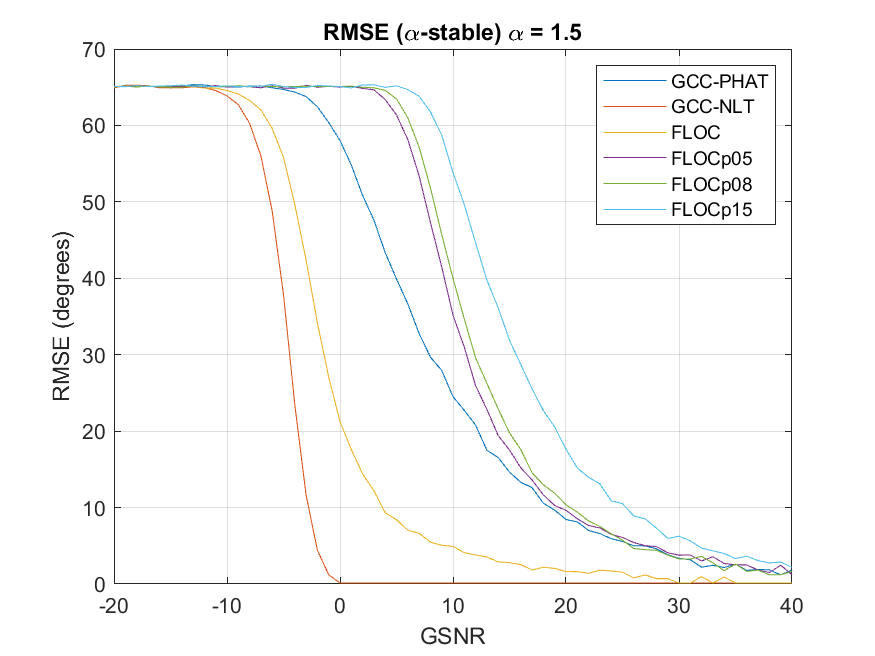 RMSE (α-stable) α = 1.5
RMSE (degrees)
70
60
50
40
30
20
10
0
GCC-PHAT
GCC-NLT
FLOC
FLOCp05
FLOCp08
FLOCp15
-20 -10 0 10 20 30 40
GSNR